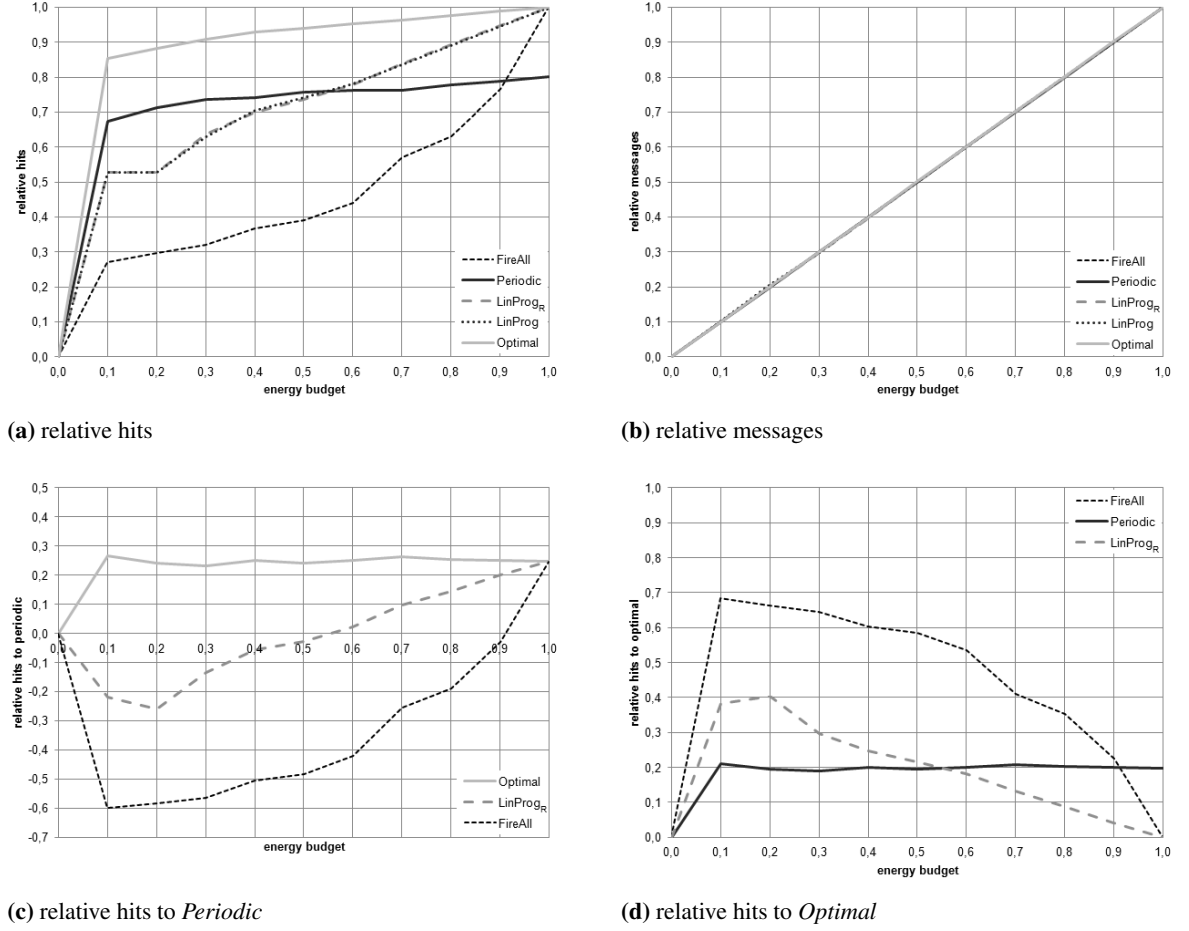 1,0
0,9
0,8
0,7
0,6
0,5
0,4
0,3
0,2
0,1
0,0
relative hits
FireAll
Periodic
LinProgR
LinProg
Optimal
0,0 0,1 0,2 0,3 0,4 0,5 0,6 0,7 0,8 0,9 1,0
energy budget
(a) relative hits
1,0
0,9
0,8
0,7
0,6
0,5
0,4
0,3
0,2
0,1
0,0
relative messages
FireAll
Periodic
LinProgR
LinProg
Optimal
0,0 0,1 0,2 0,3 0,4 0,5 0,6 0,7 0,8 0,9 1,0
energy budget
(b) relative messages
0,5
0,4
0,3
0,2
0,1
0,0
-0,1
-0,2
-0,3
-0,4
-0,5
-0,6
-0,7
relative hits to periodic
0,0 0,1 0,2 0,3 0,4 0,5 0,6 0,7 0,8 0,9 1,0
Optimal
LinProgR
FireAll
energy budget
(c) relative hits to Periodic
1,0
0,9
0,8
0,7
0,6
0,5
0,4
0,3
0,2
0,1
0,0
relative hits to optimal
FireAll
Periodic
LinProgR
0,0 0,1 0,2 0,3 0,4 0,5 0,6 0,7 0,8 0,9 1,0
energy budget
(d) relative hits to Optimal